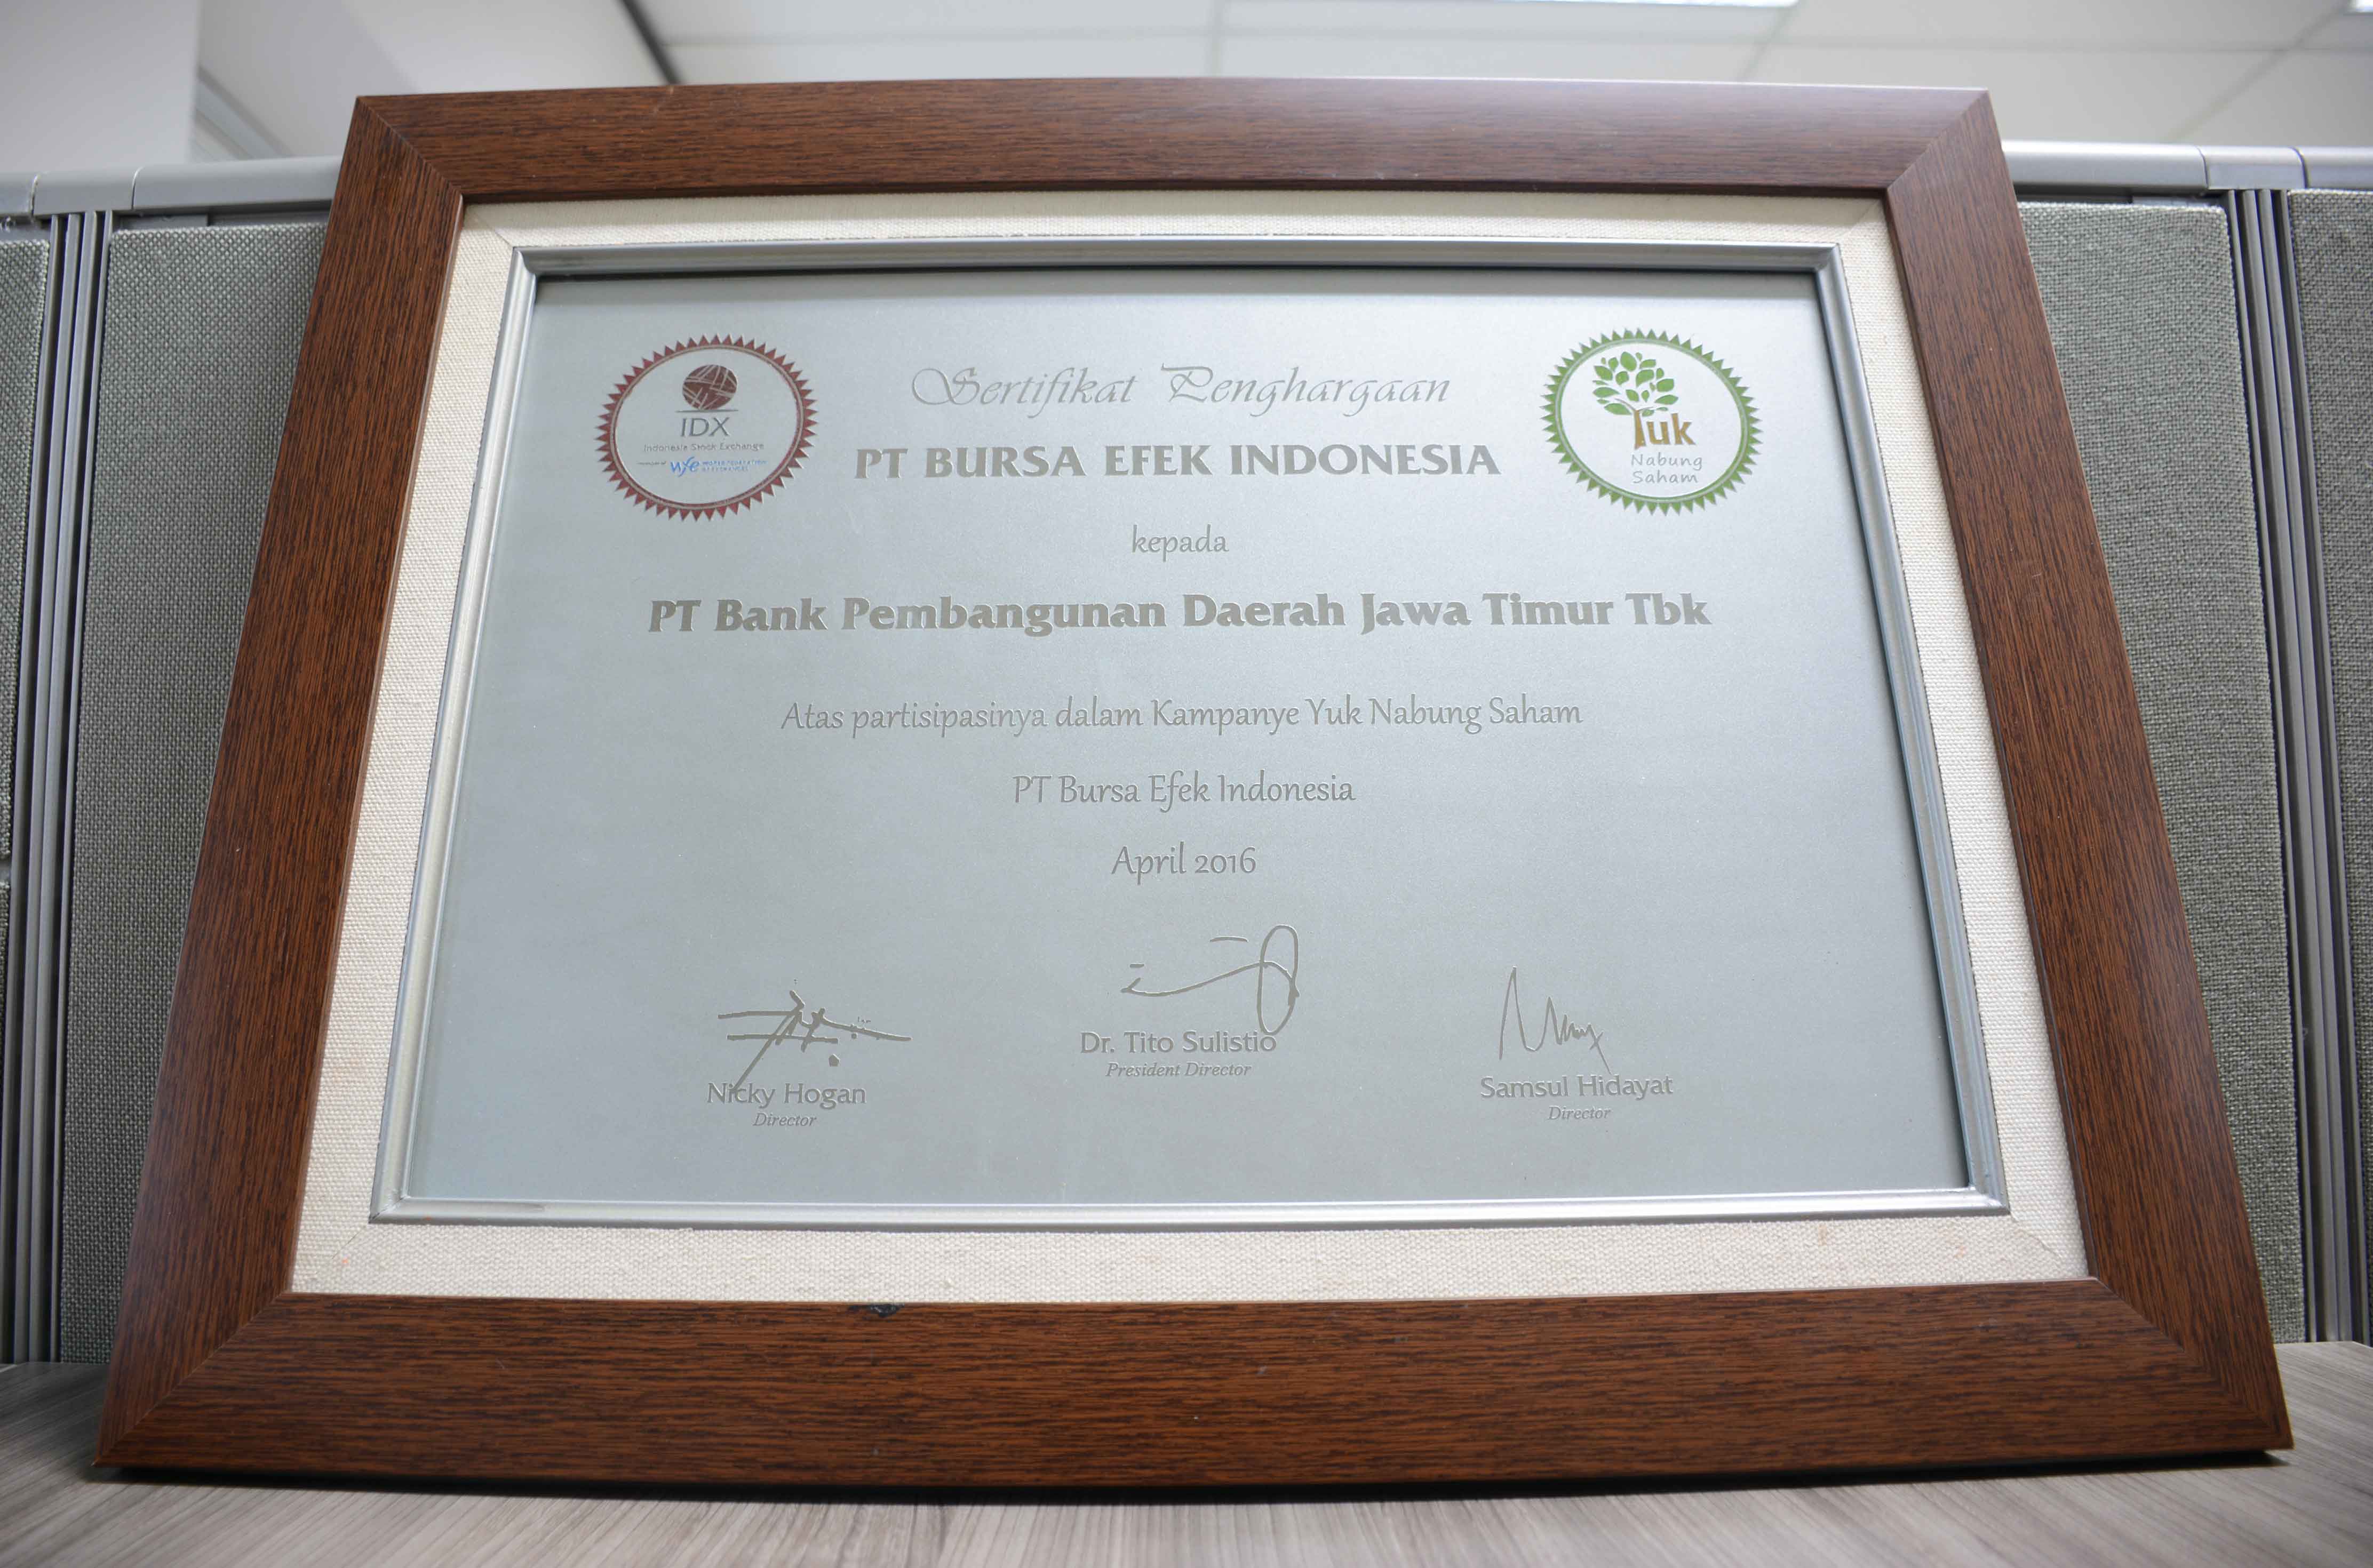 Sertifikat Penghargaan
PT BURSA EFEK INDONESIA
IDX
Indonesia Stock Exchange
wfe
Yuk
Nabung
Saham
kepada
PT Bank Pembangunan Daerah Jawa Timur Tbk
Atas partisipasinya dalam Kampanye Yuk Nabung Saham
PT Bursa Efek Indonesia
April 2016
Nicky Hogan
Director
Dr. Tito Sulistio
President Director
Samsul Hidayat
Director